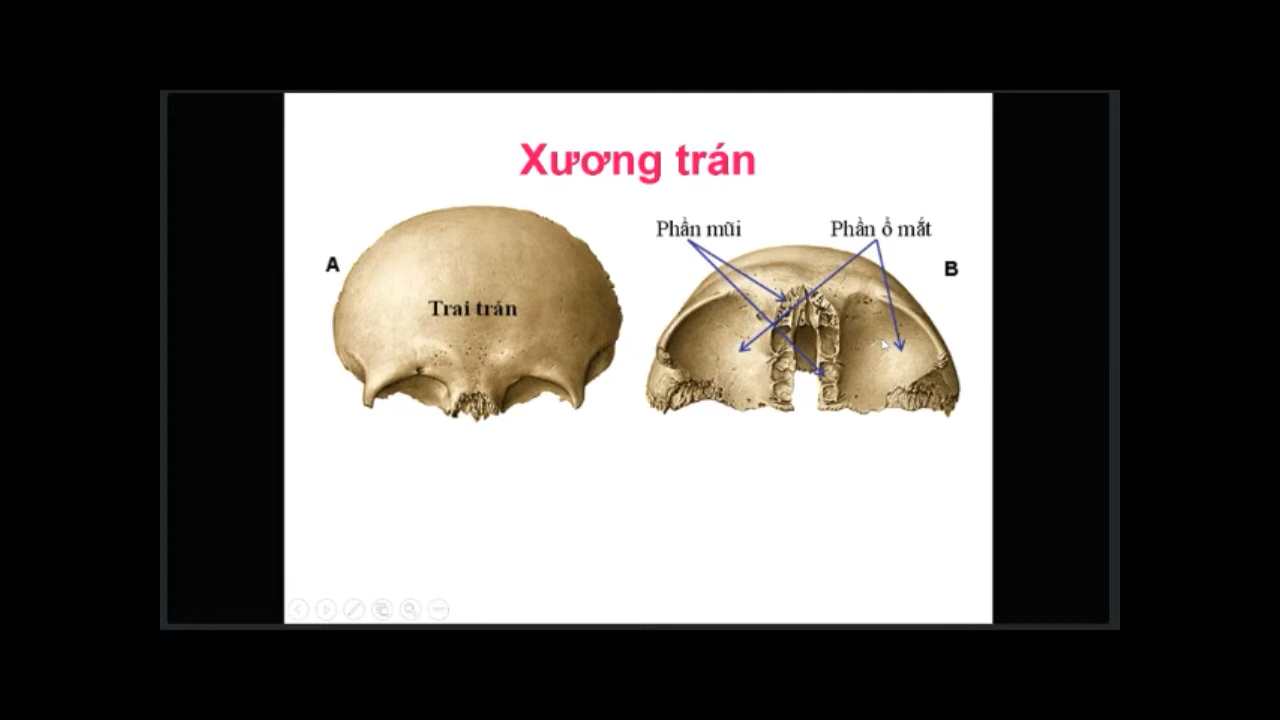 Xương trán
Phần mũi
Phần ổ mắt
A
B
Trai trán